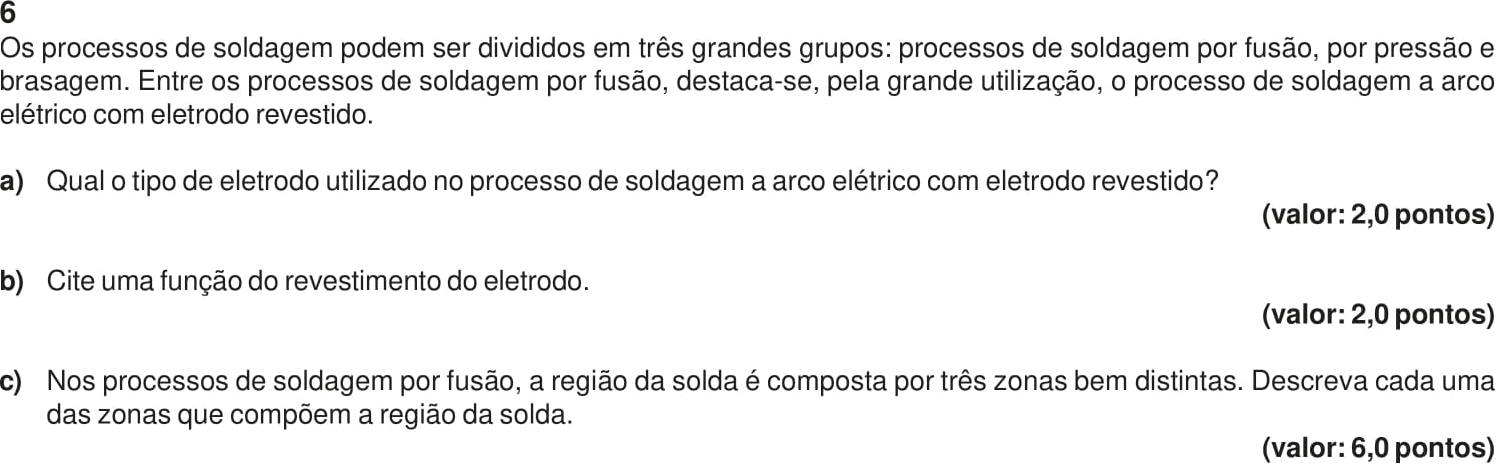 6
Os processos de soldagem podem ser divididos em três grandes grupos: processos de soldagem por fusão, por pressão e
brasagem. Entre os processos de soldagem por fusão, destaca-se, pela grande utilização, o processo de soldagem a arco
elétrico com eletrodo revestido.
a) Qual o tipo de eletrodo utilizado no processo de soldagem a arco elétrico com eletrodo revestido?
(valor: 2,0 pontos)
b) Cite uma função do revestimento do eletrodo.
(valor: 2,0 pontos)
c) Nos processos de soldagem por fusão, a região da solda é composta por três zonas bem distintas. Descreva cada uma
das zonas que compõem a região da solda.
(valor: 6,0 pontos)